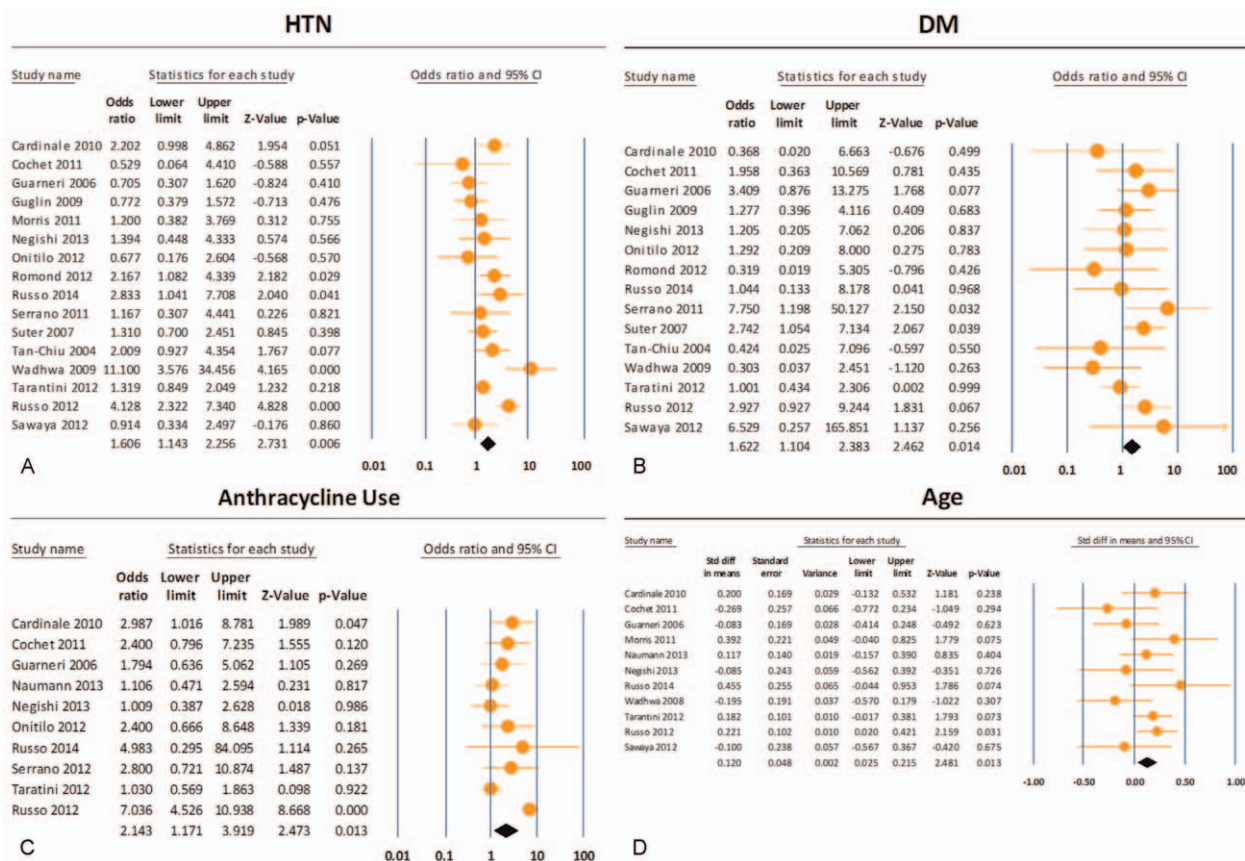 HTN
Study name Statistics for each study Odds ratio and 95% CI
Odds Lower Upper
ratio limit limit Z-Value p-Value
Cardinale 2010 2.202 0.998 4.862 1.954 0.051
Cochet 2011 0.529 0.064 4.410 -0.588 0.557
Guarneri 2006 0.705 0.307 1.620 -0.824 0.410
Guglin 2009 0.772 0.379 1.572 -0.713 0.476
Morris 2011 1.200 0.382 3.769 0.312 0.755
Negishi 2013 1.394 0.448 4.333 0.574 0.566
Onitilo 2012 0.677 0.176 2.604 -0.568 0.570
Romond 2012 2.167 1.082 4.339 2.182 0.029
Russo 2014 2.833 1.041 7.708 2.040 0.041
Serrano 2011 1.167 0.307 4.441 0.226 0.821
Suter 2007 1.310 0.700 2.451 0.845 0.398
Tan-Chiu 2004 2.009 0.927 4.354 1.767 0.077
Wadhwa 2009 11.100 3.576 34.456 4.165 0.000
Tarantini 2012 1.319 0.849 2.049 1.232 0.218
Russo 2012 4.128 2.322 7.340 4.828 0.000
Sawaya 2012 0.914 0.334 2.497 -0.176 0.860
1.606 1.143 2.256 2.731 0.006
0.01 0.1 1 10 100
A
DM
Study name Statistics for each study Odds ratio and 95% CI
Odds Lower Upper
ratio limit limit Z-Value p-Value
Cardinale 2010 0.368 0.020 6.663 -0.676 0.499
Cochet 2011 1.958 0.363 10.569 0.781 0.435
Guarneri 2006 3.409 0.876 13.275 1.768 0.077
Guglin 2009 1.277 0.396 4.116 0.409 0.683
Negishi 2013 1.205 0.205 7.062 0.206 0.837
Onitilo 2012 1.292 0.209 8.000 0.275 0.783
Romond 2012 0.319 0.019 5.305 -0.796 0.426
Russo 2014 1.044 0.133 8.178 0.041 0.968
Serrano 2011 7.750 1.198 50.127 2.150 0.032
Suter 2007 2.742 1.054 7.134 2.067 0.039
Tan-Chiu 2004 0.424 0.025 7.096 -0.597 0.550
Wadhwa 2009 0.303 0.037 2.451 -1.120 0.263
Taratini 2012 1.001 0.434 2.306 0.002 0.999
Russo 2012 2.927 0.927 9.244 1.831 0.067
Sawaya 2012 6.529 0.257 165.851 1.137 0.256
1.622 1.104 2.383 2.462 0.014
0.01 0.1 1 10 100
B
Anthracycline Use
Study name Statistics for each study Odds ratio and 95% CI
Odds Lower Upper
ratio limit limit Z-Value p-Value
Cardinale 2010 2.987 1.016 8.781 1.989 0.047
Cochet 2011 2.400 0.796 7.235 1.555 0.120
Guarneri 2006 1.794 0.636 5.062 1.105 0.269
Naumann 2013 1.106 0.471 2.594 0.231 0.817
Negishi 2013 1.009 0.387 2.628 0.018 0.986
Onitilo 2012 2.400 0.666 8.648 1.339 0.181
Russo 2014 4.983 0.295 84.095 1.114 0.265
Serrano 2012 2.800 0.721 10.874 1.487 0.137
Taratini 2012 1.030 0.569 1.863 0.098 0.922
Russo 2012 7.036 4.526 10.938 8.668 0.000
2.143 1.171 3.919 2.473 0.013
C
0.01 0.1 1 10 100
Age
Study name Statistics for each study Std diff in means and 95% CI
Std diff Standard Lower Upper
in means error Variance limit limit Z-Value p-Value
Cardinale 2010 0.200 0.169 0.029 -0.132 0.532 1.181 0.238
Cochet 2011 -0.269 0.257 0.066 -0.772 0.234 -1.049 0.294
Guarneri 2006 -0.083 0.169 0.028 -0.414 0.248 -0.492 0.623
Morris 2011 0.392 0.221 0.049 -0.040 0.825 1.779 0.075
Naumann 2013 0.117 0.140 0.019 -0.157 0.390 0.835 0.404
Negishi 2013 -0.085 0.243 0.059 -0.562 0.392 -0.351 0.726
Russo 2014 0.455 0.255 0.065 -0.044 0.953 1.786 0.074
Wadhwa 2008 -0.195 0.191 0.037 -0.570 0.179 -1.022 0.307
Tarantini 2012 0.182 0.101 0.010 -0.017 0.381 1.793 0.073
Russo 2012 0.221 0.102 0.010 0.020 0.421 2.159 0.031
Sawaya 2012 -0.100 0.238 0.057 -0.567 0.367 -0.420 0.675
0.120 0.048 0.002 0.025 0.215 2.481 0.013
-1.00 -0.50 0.00 0.50 1.00
D